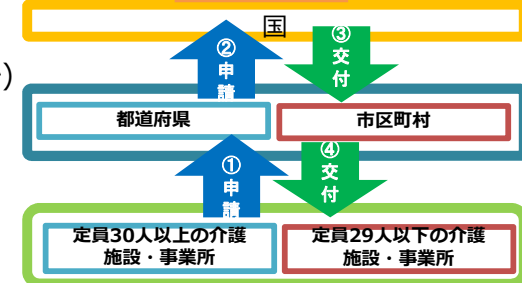 国
②
申
請
③
交
付
）
都道府県
市区町村
①
申
請
④
交
付
定員30人以上の介護
施設・事業所
定員29人以下の介護
施設・事業所